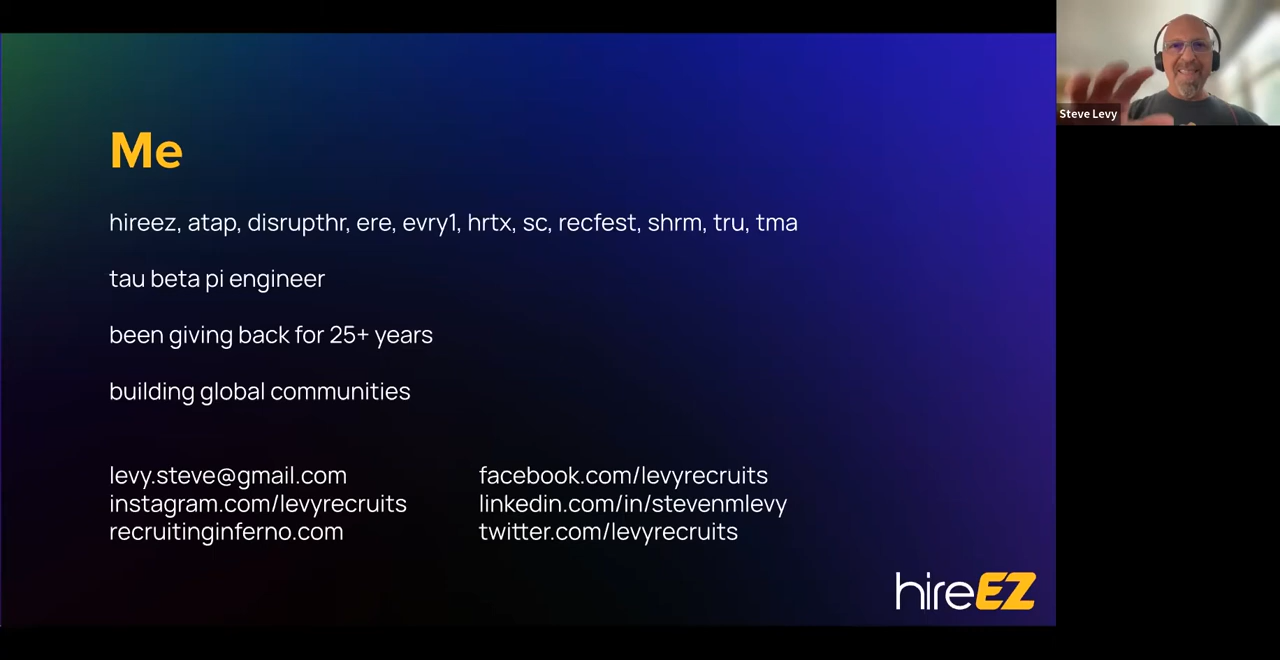 Me
hireez, atap, disrupthr, ere, evry1, hrtx, sc, recfest, shrm, tru, tma
tau beta pi engineer
been giving back for 25+ years
building global communities
levy.steve@gmail.com
instagram.com/levyrecruits
recruitinginferno.com
facebook.com/levyrecruits
linkedin.com/in/stevenmlevy
twitter.com/levyrecruits
hireEZ
Steve Levy